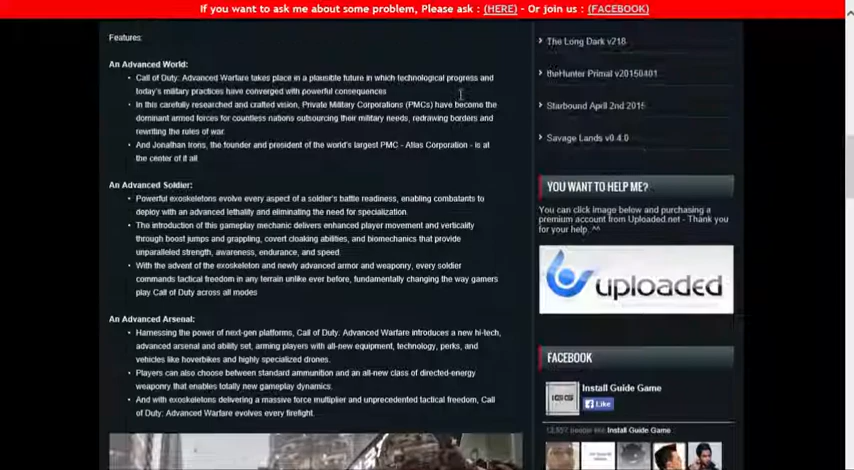 If you want to ask me about some problem, Please ask : (HERE) - Or join us : (FACEBOOK)
Features:
An Advanced World:
• Call of Duty: Advanced Warfare takes place in a plausible future in which technological progress and
today's military practices have converged with powerful consequences
• In this carefully researched and crafted vision, Private Military Corporations (PMCs) have become the
dominant armed forces for countless nations outsourcing their military needs, redrawing borders and
rewriting the rules of war.
• And Jonathan Irons, the founder and president of the world's largest PMC - Atlas Corporation - is at
the center of it all
An Advanced Soldier:
• Powerful exoskeletons evolve every aspect of a soldier's battle readiness, enabling combatants to
deploy with an advanced lethality and eliminating the need for specialization.
• The introduction of this gameplay mechanic delivers enhanced player movement and verticality
through boost jumps and grappling, covert cloaking abilities, and biomechanics that provide
unparalleled strength, awareness, endurance, and speed.
• With the advent of the exoskeleton and newly advanced armor and weaponry, every soldier
commands tactical freedom in any terrain unlike ever before, fundamentally changing the way gamers
play Call of Duty across all modes
An Advanced Arsenal:
• Harnessing the power of next-gen platforms, Call of Duty: Advanced Warfare introduces a new hi-tech,
advanced arsenal and ability set, arming players with all-new equipment, technology, perks, and
vehicles like hoverbikes and highly specialized drones.
• Players can also choose between standard ammunition and an all-new class of directed-energy
weaponry that enables totally new gameplay dynamics.
• And with exoskeletons delivering a massive force multiplier and unprecedented tactical freedom, Call
of Duty: Advanced Warfare evolves every firefight.
The Long Dark v218
theHunter Primal v20150401
Starbound April 2nd 2015
Savage Lands v0.4.0
YOU WANT TO HELP ME?
You can click image below and purchasing a
premium account from Uploaded.net - Thank you
for your help. ^^
uploaded
FACEBOOK
Install Guide Game
Like
people like Install Guide Game